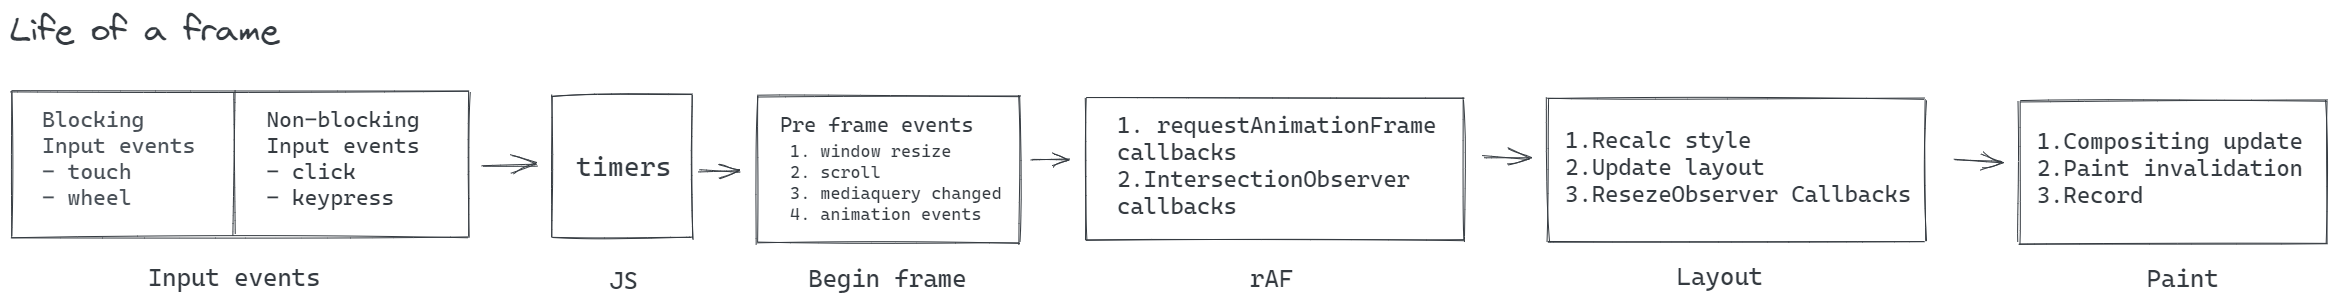 Life of a frame
Blocking
Input events
- touch
- wheel
Non-blocking
Input events
- click
- keypress
Input events
timers
JS
Pre frame events
1. window resize
2. scroll
3. mediaquery changed
4. animation events
Begin frame
1. requestAnimationFrame
callbacks
2.IntersectionObserver
callbacks
rAF
1.Recalc style
2.Update layout
3.ResezeObserver Callbacks
Layout
1.Compositing update
2.Paint invalidation
3.Record
Paint